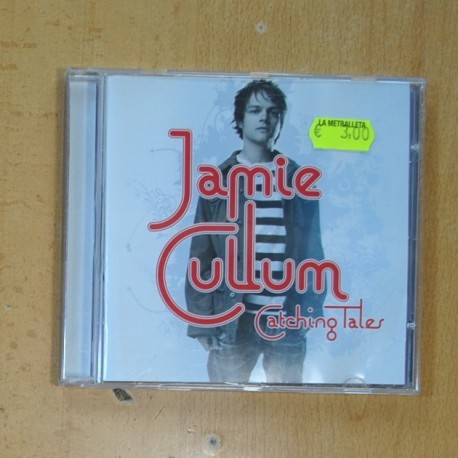 LA METRALLETA
€ 3.00
Jamie
Cullum
Catching Tales